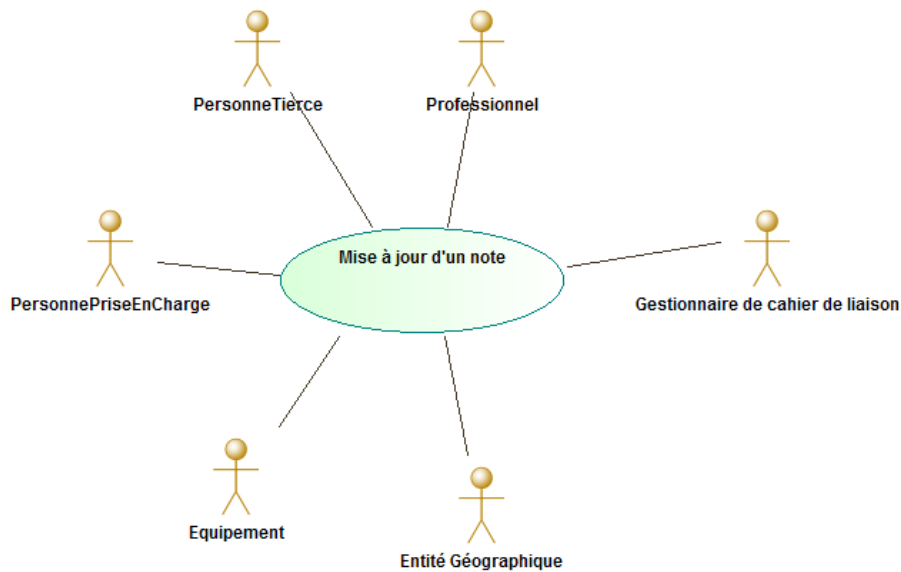 PersonneTierce
Professionnel
Mise à jour d'un note
PersonnePriseEnCharge
Gestionnaire de cahier de liaison
Equipement
Entité Géographique